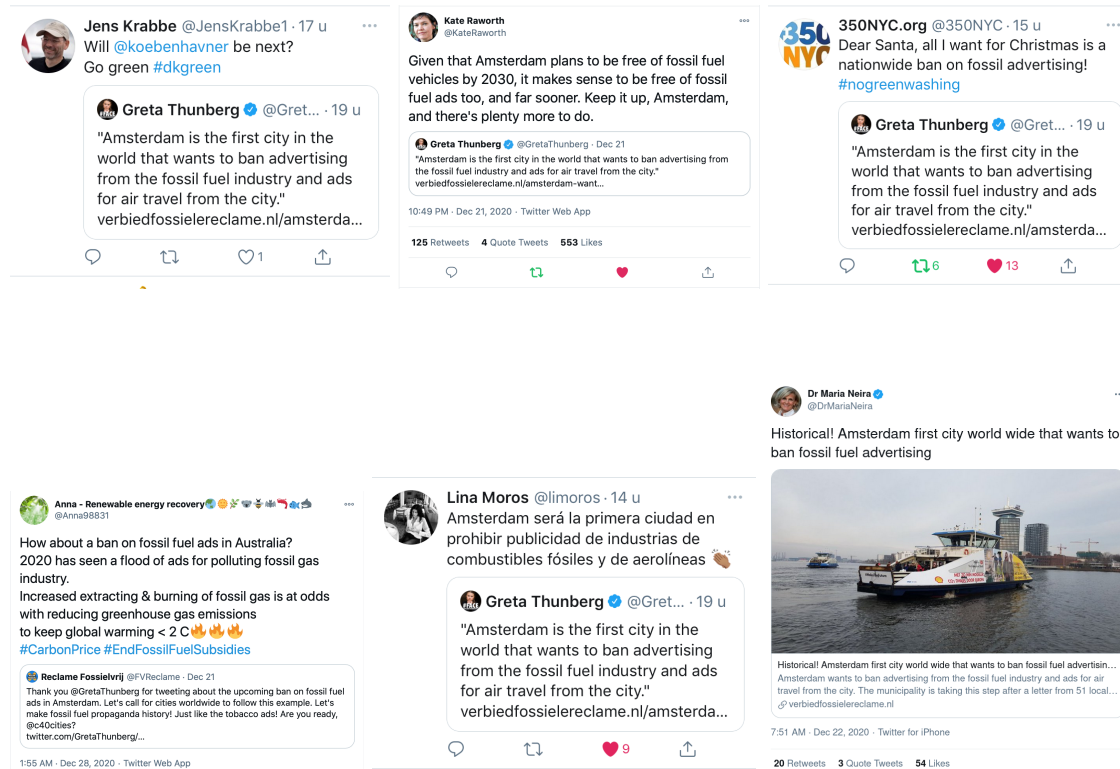 Jens Krabbe @JensKrabbe1 · 17 u
Will @koebenhavner be next?
Go green #dkgreen
Greta Thunberg @Gret... · 19 u
"Amsterdam is the first city in the
world that wants to ban advertising
from the fossil fuel industry and ads
for air travel from the city."
verbiedfossielereclame.nl/amsterda...
1
Kate Raworth
@KateRaworth
Given that Amsterdam plans to be free of fossil fuel
vehicles by 2030, it makes sense to be free of fossil
fuel ads too, and far sooner. Keep it up, Amsterdam,
and there's plenty more to do.
Greta Thunberg @GretaThunberg · Dec 21
"Amsterdam is the first city in the world that wants to ban advertising from
the fossil fuel industry and ads for air travel from the city."
verbiedfossielereclame.nl/amsterdam-want...
10:49 PM · Dec 21, 2020 · Twitter Web App
125 Retweets 4 Quote Tweets 553 Likes
350NYC.org @350NYC · 15 u
Dear Santa, all I want for Christmas is a
nationwide ban on fossil advertising!
#nogreenwashing
Greta Thunberg @Gret... · 19 u
"Amsterdam is the first city in the
world that wants to ban advertising
from the fossil fuel industry and ads
for air travel from the city."
verbiedfossielereclame.nl/amsterda...
6 13
Anna - Renewable energy recovery
@Anna98831
How about a ban on fossil fuel ads in Australia?
2020 has seen a flood of ads for polluting fossil gas
industry.
Increased extracting & burning of fossil gas is at odds
with reducing greenhouse gas emissions
to keep global warming < 2 C🔥🔥🔥
#CarbonPrice #EndFossilFuelSubsidies
Reclame Fossielvrij @FVReclame · Dec 21
Thank you @GretaThunberg for tweeting about the upcoming ban on fossil fuel
ads in Amsterdam. Let's call for cities worldwide to follow this example. Let's
make fossil fuel propaganda history! Just like the tobacco ads! Are you ready,
@c40cities?
twitter.com/GretaThunberg/...
1:55 AM · Dec 28, 2020 · Twitter Web App
Lina Moros @limoros · 14 u
Amsterdam será la primera ciudad en
prohibir publicidad de industrias de
combustibles fósiles y de aerolíneas 👏🏽
Greta Thunberg @Gret... · 19 u
"Amsterdam is the first city in the
world that wants to ban advertising
from the fossil fuel industry and ads
for air travel from the city."
verbiedfossielereclame.nl/amsterda...
9
Dr Maria Neira
@DrMariaNeira
Historical! Amsterdam first city world wide that wants to
ban fossil fuel advertising
Historical! Amsterdam first city world wide that wants to ban fossil fuel advertisin...
Amsterdam wants to ban fossil fuel advertising from the fossil fuel industry and ads for air
travel from the city. The municipality is taking this step after a letter from 51 local...
verbiedfossielereclame.nl
7:51 AM · Dec 22, 2020 · Twitter for iPhone
20 Retweets 3 Quote Tweets 54 Likes